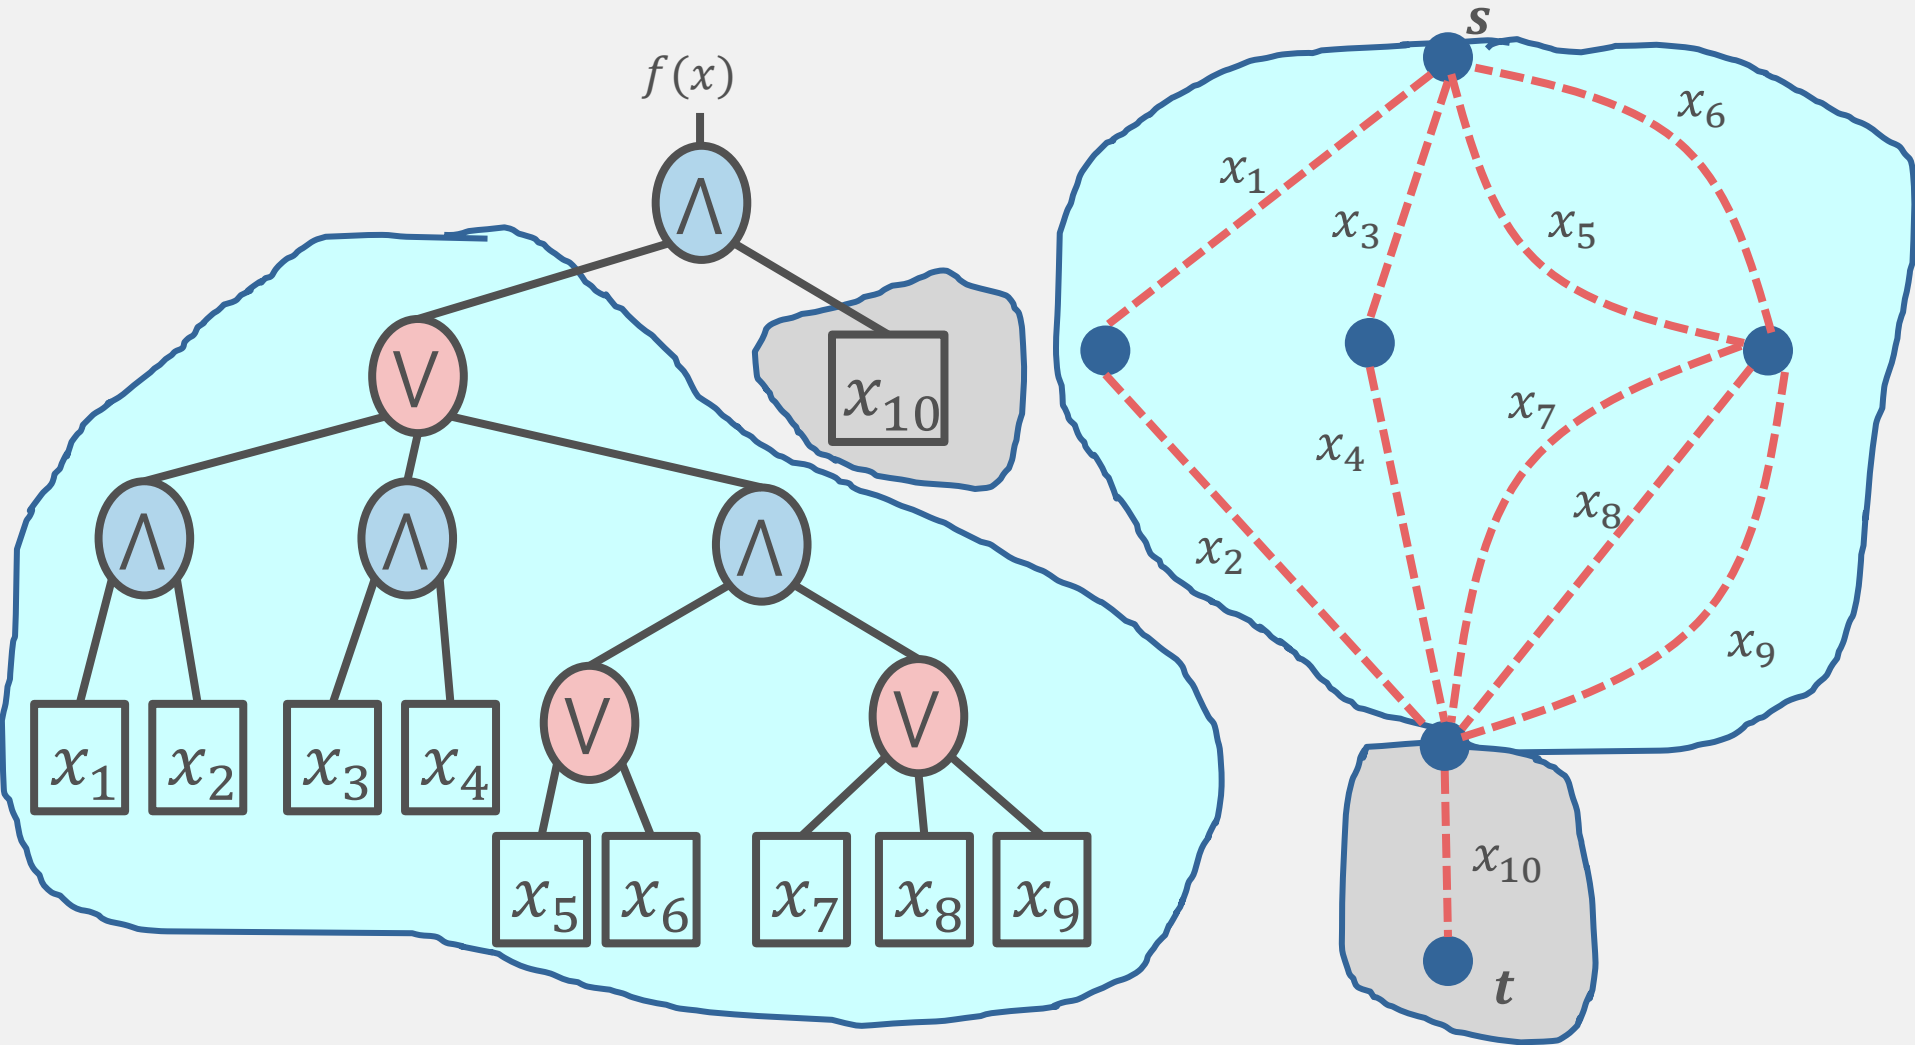 f(x)
⋀
⋁
x₁₀
⋀
⋀
⋀
x₁
x₂
x₃
x₄
⋁
⋁
x₅
x₆
x₇
x₈
x₉
s
x₆
x₁
x₃
x₅
x₇
x₄
x₈
x₂
x₉
x₁₀
t